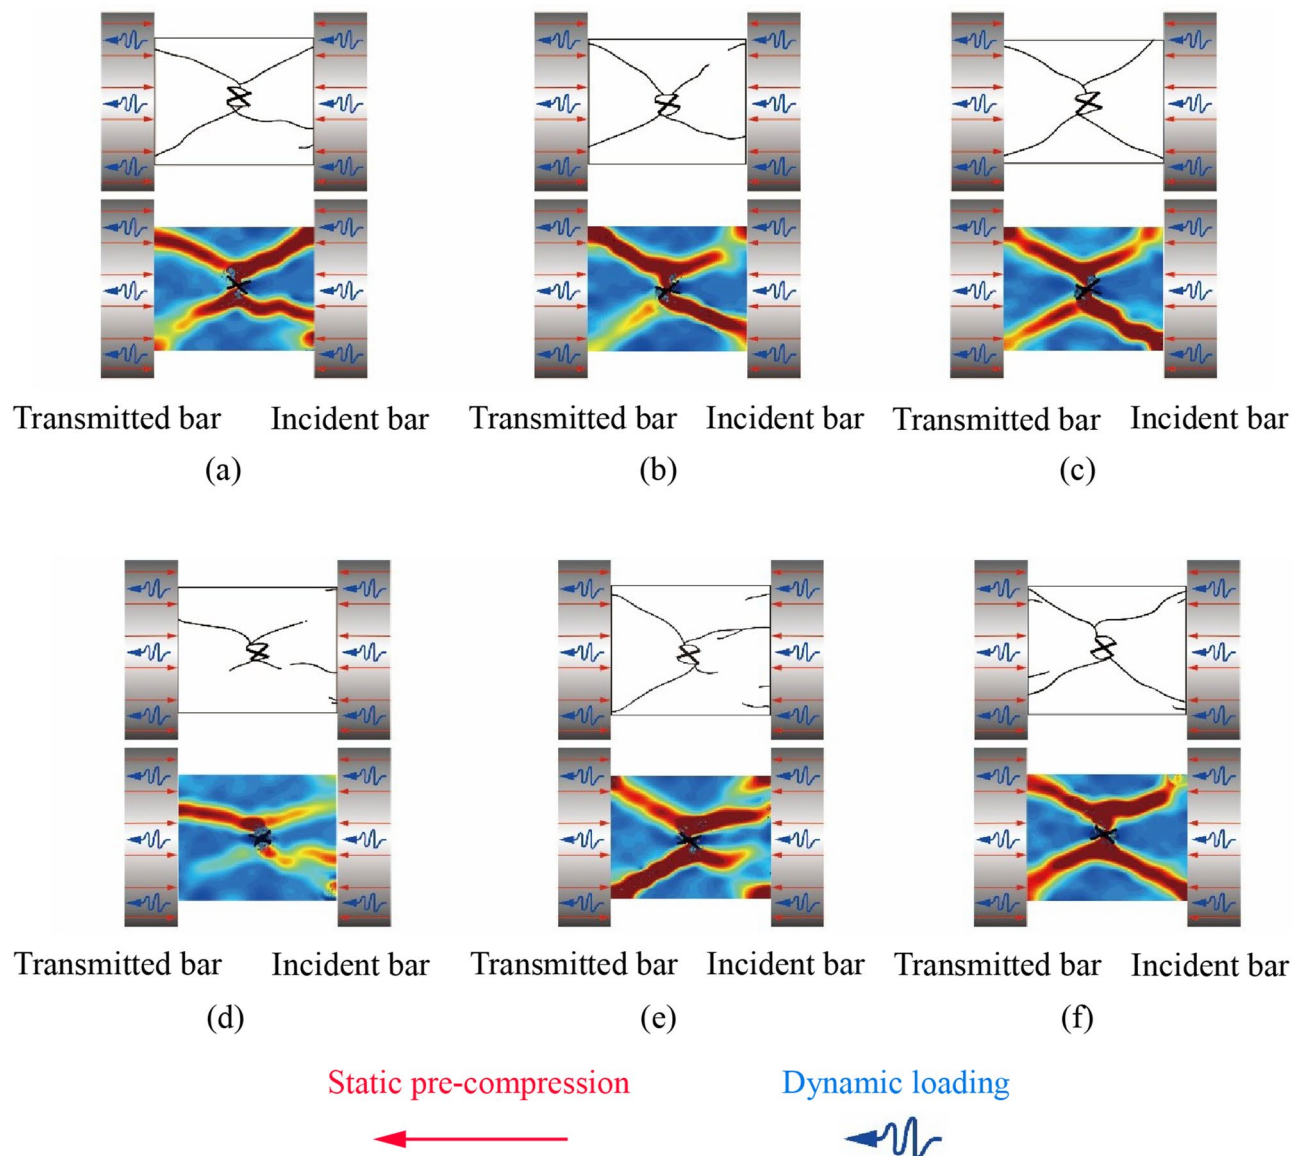 Transmitted bar Incident bar Transmitted bar Incident bar Transmitted bar Incident bar
(a) (b) (c)
Transmitted bar Incident bar Transmitted bar Incident bar Transmitted bar Incident bar
(d) (e) (f)
Static pre-compression Dynamic loading